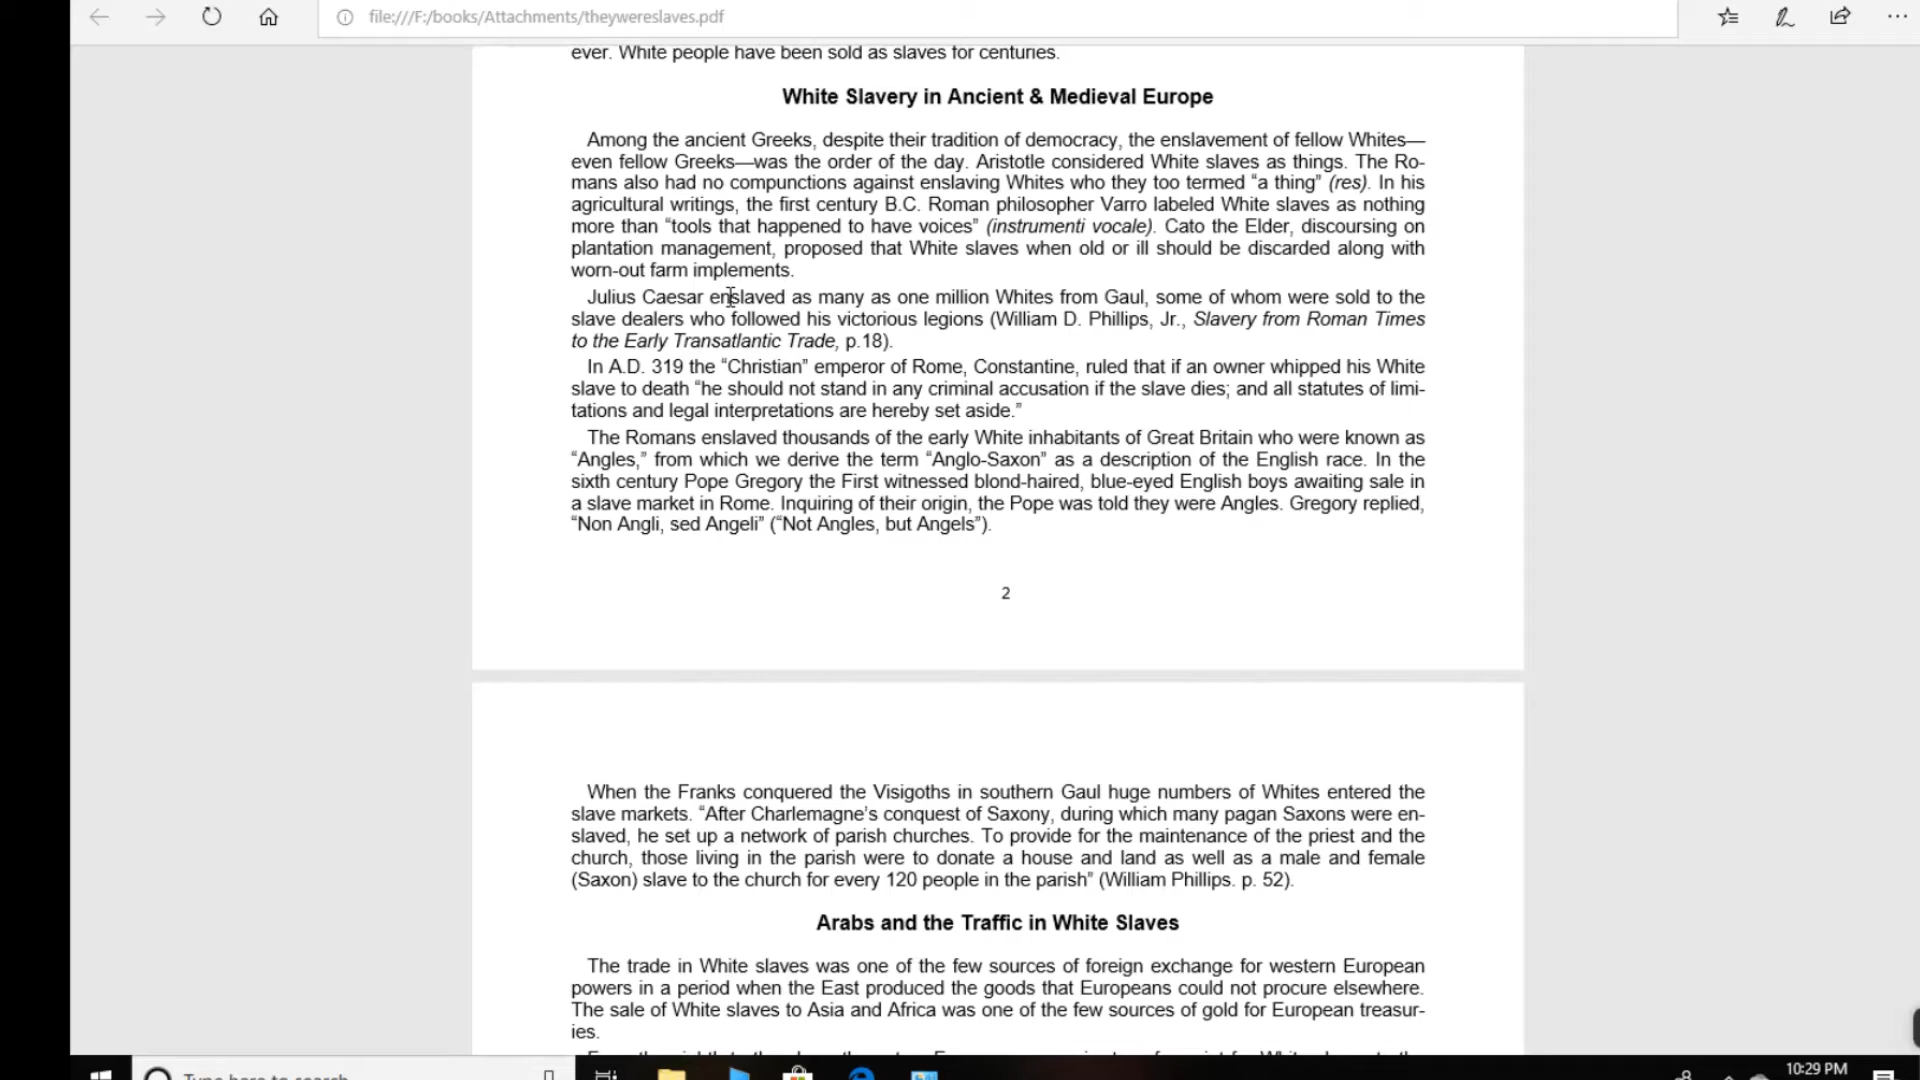 file:///F:/books/Attachments/theywereslaves.pdf
ever. White people have been sold as slaves for centuries.
White Slavery in Ancient & Medieval Europe
Among the ancient Greeks, despite their tradition of democracy, the enslavement of fellow Whites—
even fellow Greeks—was the order of the day. Aristotle considered White slaves as things. The Ro-
mans also had no compunctions against enslaving Whites who they too termed “a thing” (res). In his
agricultural writings, the first century B.C. Roman philosopher Varro labeled White slaves as nothing
more than “tools that happened to have voices” (instrumenti vocale). Cato the Elder, discoursing on
plantation management, proposed that White slaves when old or ill should be discarded along with
worn-out farm implements.
Julius Caesar enslaved as many as one million Whites from Gaul, some of whom were sold to the
slave dealers who followed his victorious legions (William D. Phillips, Jr., Slavery from Roman Times
to the Early Transatlantic Trade, p.18).
In A.D. 319 the “Christian” emperor of Rome, Constantine, ruled that if an owner whipped his White
slave to death “he should not stand in any criminal accusation if the slave dies; and all statutes of limi-
tations and legal interpretations are hereby set aside.”
The Romans enslaved thousands of the early White inhabitants of Great Britain who were known as
“Angles,” from which we derive the term “Anglo-Saxon” as a description of the English race. In the
sixth century Pope Gregory the First witnessed blond-haired, blue-eyed English boys awaiting sale in
a slave market in Rome. Inquiring of their origin, the Pope was told they were Angles. Gregory replied,
“Non Angli, sed Angeli” (“Not Angles, but Angels”).
2
When the Franks conquered the Visigoths in southern Gaul huge numbers of Whites entered the
slave markets. “After Charlemagne’s conquest of Saxony, during which many pagan Saxons were en-
slaved, he set up a network of parish churches. To provide for the maintenance of the priest and the
church, those living in the parish were to donate a house and land as well as a male and female
(Saxon) slave to the church for every 120 people in the parish” (William Phillips. p. 52).
Arabs and the Traffic in White Slaves
The trade in White slaves was one of the few sources of foreign exchange for western European
powers in a period when the East produced the goods that Europeans could not procure elsewhere.
The sale of White slaves to Asia and Africa was one of the few sources of gold for European treasur-
ies.
Type here to search
10:29 PM